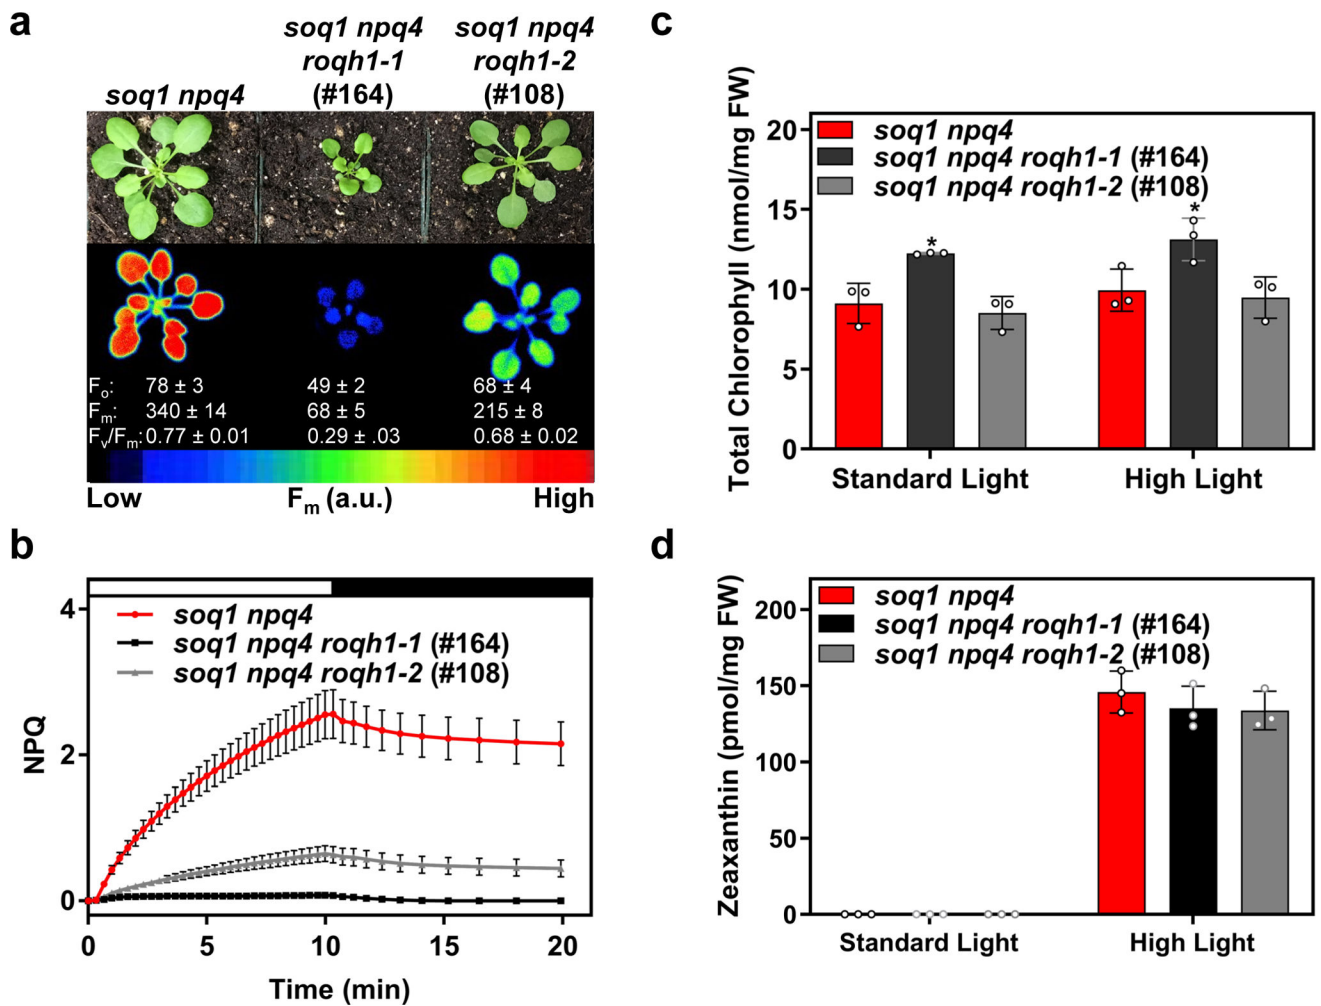 a
soq1 npq4
soq1 npq4
roqh1-1
(#164)
soq1 npq4
roqh1-2
(#108)
Fo: 78 ± 3 49 ± 2 68 ± 4
Fm: 340 ± 14 68 ± 5 215 ± 8
Fv/Fm: 0.77 ± 0.01 0.29 ± .03 0.68 ± 0.02
Low Fm (a.u.) High
b
NPQ
4
2
0
soq1 npq4
soq1 npq4 roqh1-1 (#164)
soq1 npq4 roqh1-2 (#108)
0 5 10 15 20
Time (min)
c
Total Chlorophyll (nmol/mg FW)
20
15
10
5
0
soq1 npq4
soq1 npq4 roqh1-1 (#164)
soq1 npq4 roqh1-2 (#108)
* *
Standard Light High Light
d
Zeaxanthin (pmol/mg FW)
200
150
100
50
0
soq1 npq4
soq1 npq4 roqh1-1 (#164)
soq1 npq4 roqh1-2 (#108)
Standard Light High Light